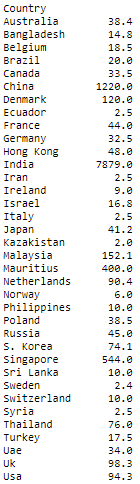 Country
Australia 38.4
Bangladesh 14.8
Belgium 18.5
Brazil 20.0
Canada 33.5
China 1220.0
Denmark 120.0
Ecuador 2.5
France 44.0
Germany 32.5
Hong Kong 48.0
India 7879.0
Iran 2.5
Ireland 9.0
Israel 16.8
Italy 2.5
Japan 41.2
Kazakistan 2.0
Malaysia 152.1
Mauritius 400.0
Netherlands 90.4
Norway 6.0
Philippines 10.0
Poland 38.5
Russia 45.0
S. Korea 74.1
Singapore 544.0
Sri Lanka 10.0
Sweden 2.4
Switzerland 10.0
Syria 2.5
Thailand 76.0
Turkey 17.5
Uae 34.0
Uk 98.3
Usa 94.3